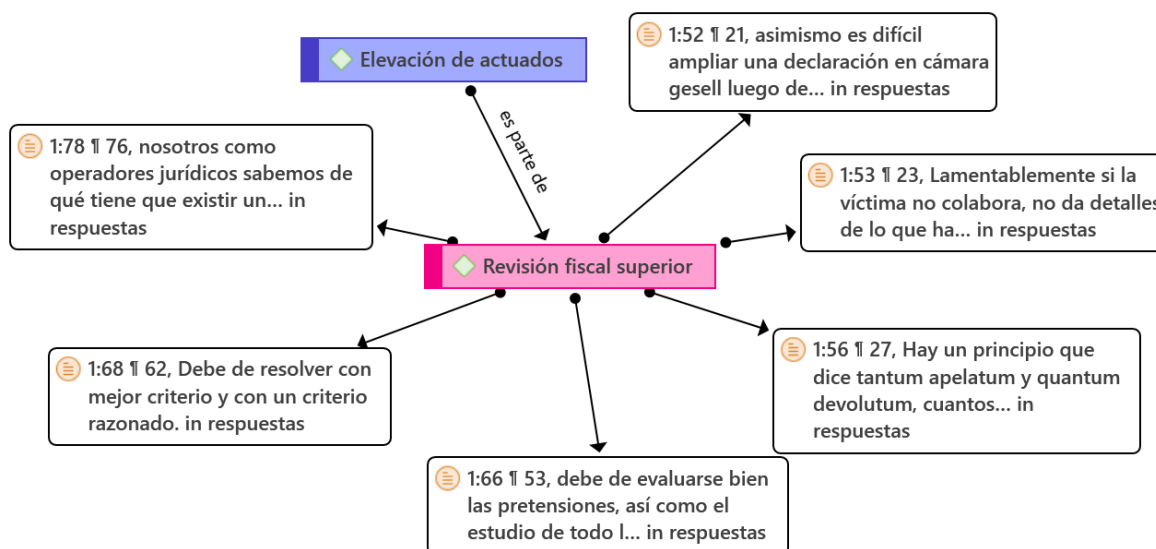 Elevación de actuados
1:52 ¶ 21, asimismo es difícil
ampliar una declaración en cámara
gesell luego de... in respuestas
es parte de
1:78 ¶ 76, nosotros como
operadores jurídicos sabemos de
qué tiene que existir un... in
respuestas
1:53 ¶ 23, Lamentablemente si la
víctima no colabora, no da detalles
de lo que ha... in respuestas
Revisión fiscal superior
1:68 ¶ 62, Debe de resolver con
mejor criterio y con un criterio
razonado. in respuestas
1:56 ¶ 27, Hay un principio que
dice tantum apelatum y quantum
devolutum, cuantos... in
respuestas
1:66 ¶ 53, debe de evaluarse bien
las pretensiones, así como el
estudio de todo l... in respuestas